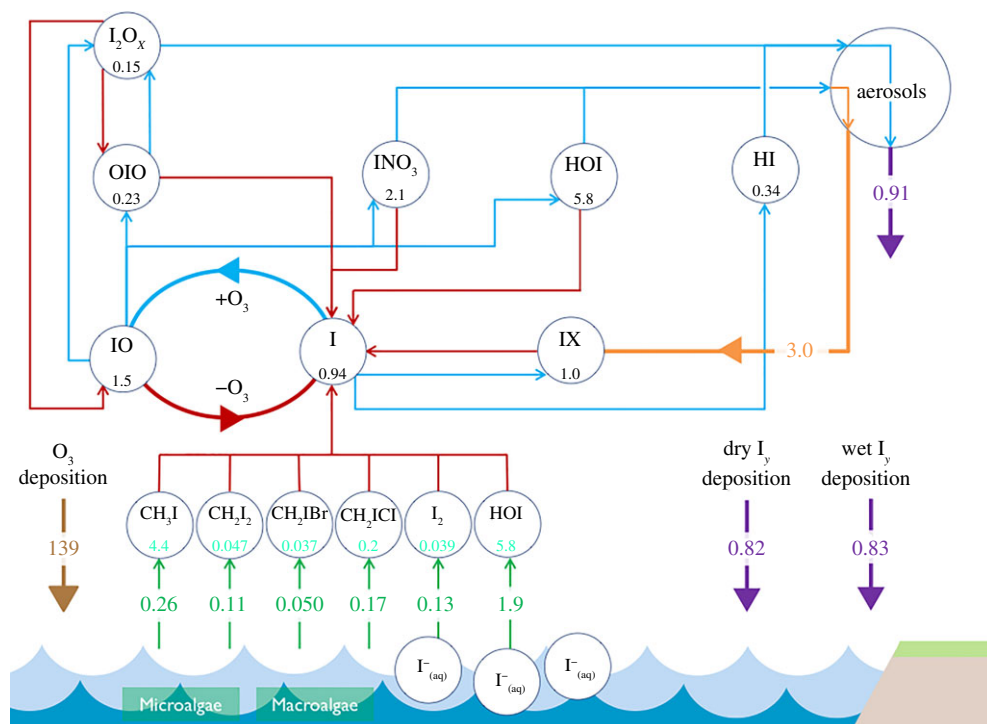 I₂Oₓ
0.15
aerosols
OIO
0.23
INO₃
2.1
HOI
5.8
HI
0.34
0.91
+O₃
IO
1.5
I
0.94
IX
1.0
3.0
−O₃
O₃
deposition
139
dry Iᵧ
deposition
0.82
wet Iᵧ
deposition
0.83
CH₃I
4.4
CH₂I₂
0.047
CH₂IBr
0.037
CH₂ICI
0.2
I₂
0.039
HOI
5.8
0.26
0.11
0.050
0.17
0.13
1.9
I⁻(aq)
I⁻(aq)
I⁻(aq)
Microalgae
Macroalgae